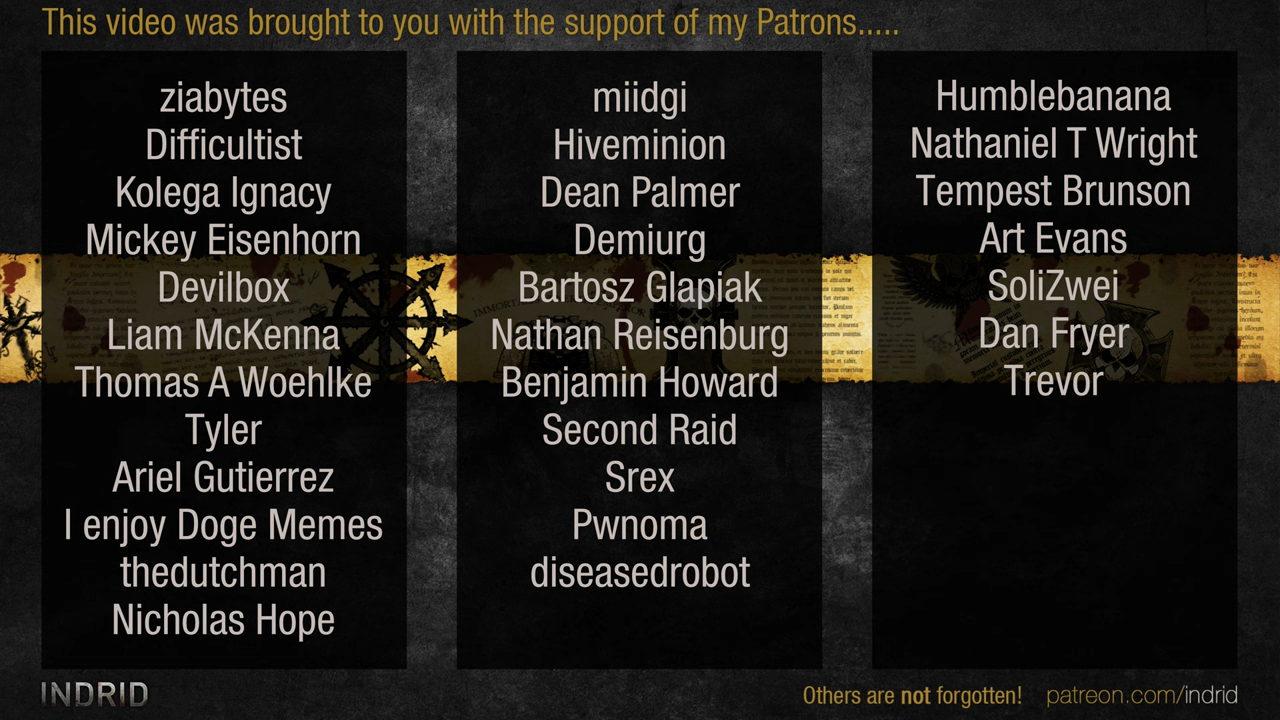 This video was brought to you with the support of my Patrons.....
ziabytes
Difficultist
Kolega Ignacy
Mickey Eisenhorn
Devilbox
Liam McKenna
Thomas A Woehlke
Tyler
Ariel Gutierrez
I enjoy Doge Memes
thedutchman
Nicholas Hope
miidgi
Hiveminion
Dean Palmer
Demiurg
Bartosz Glapiak
Nathan Reisenburg
Benjamin Howard
Second Raid
Srex
Pwnoma
diseasedrobot
Humblebanana
Nathaniel T Wright
Tempest Brunson
Art Evans
SoliZwei
Dan Fryer
Trevor
INDRID
Others are not forgotten!
patreon.com/indrid